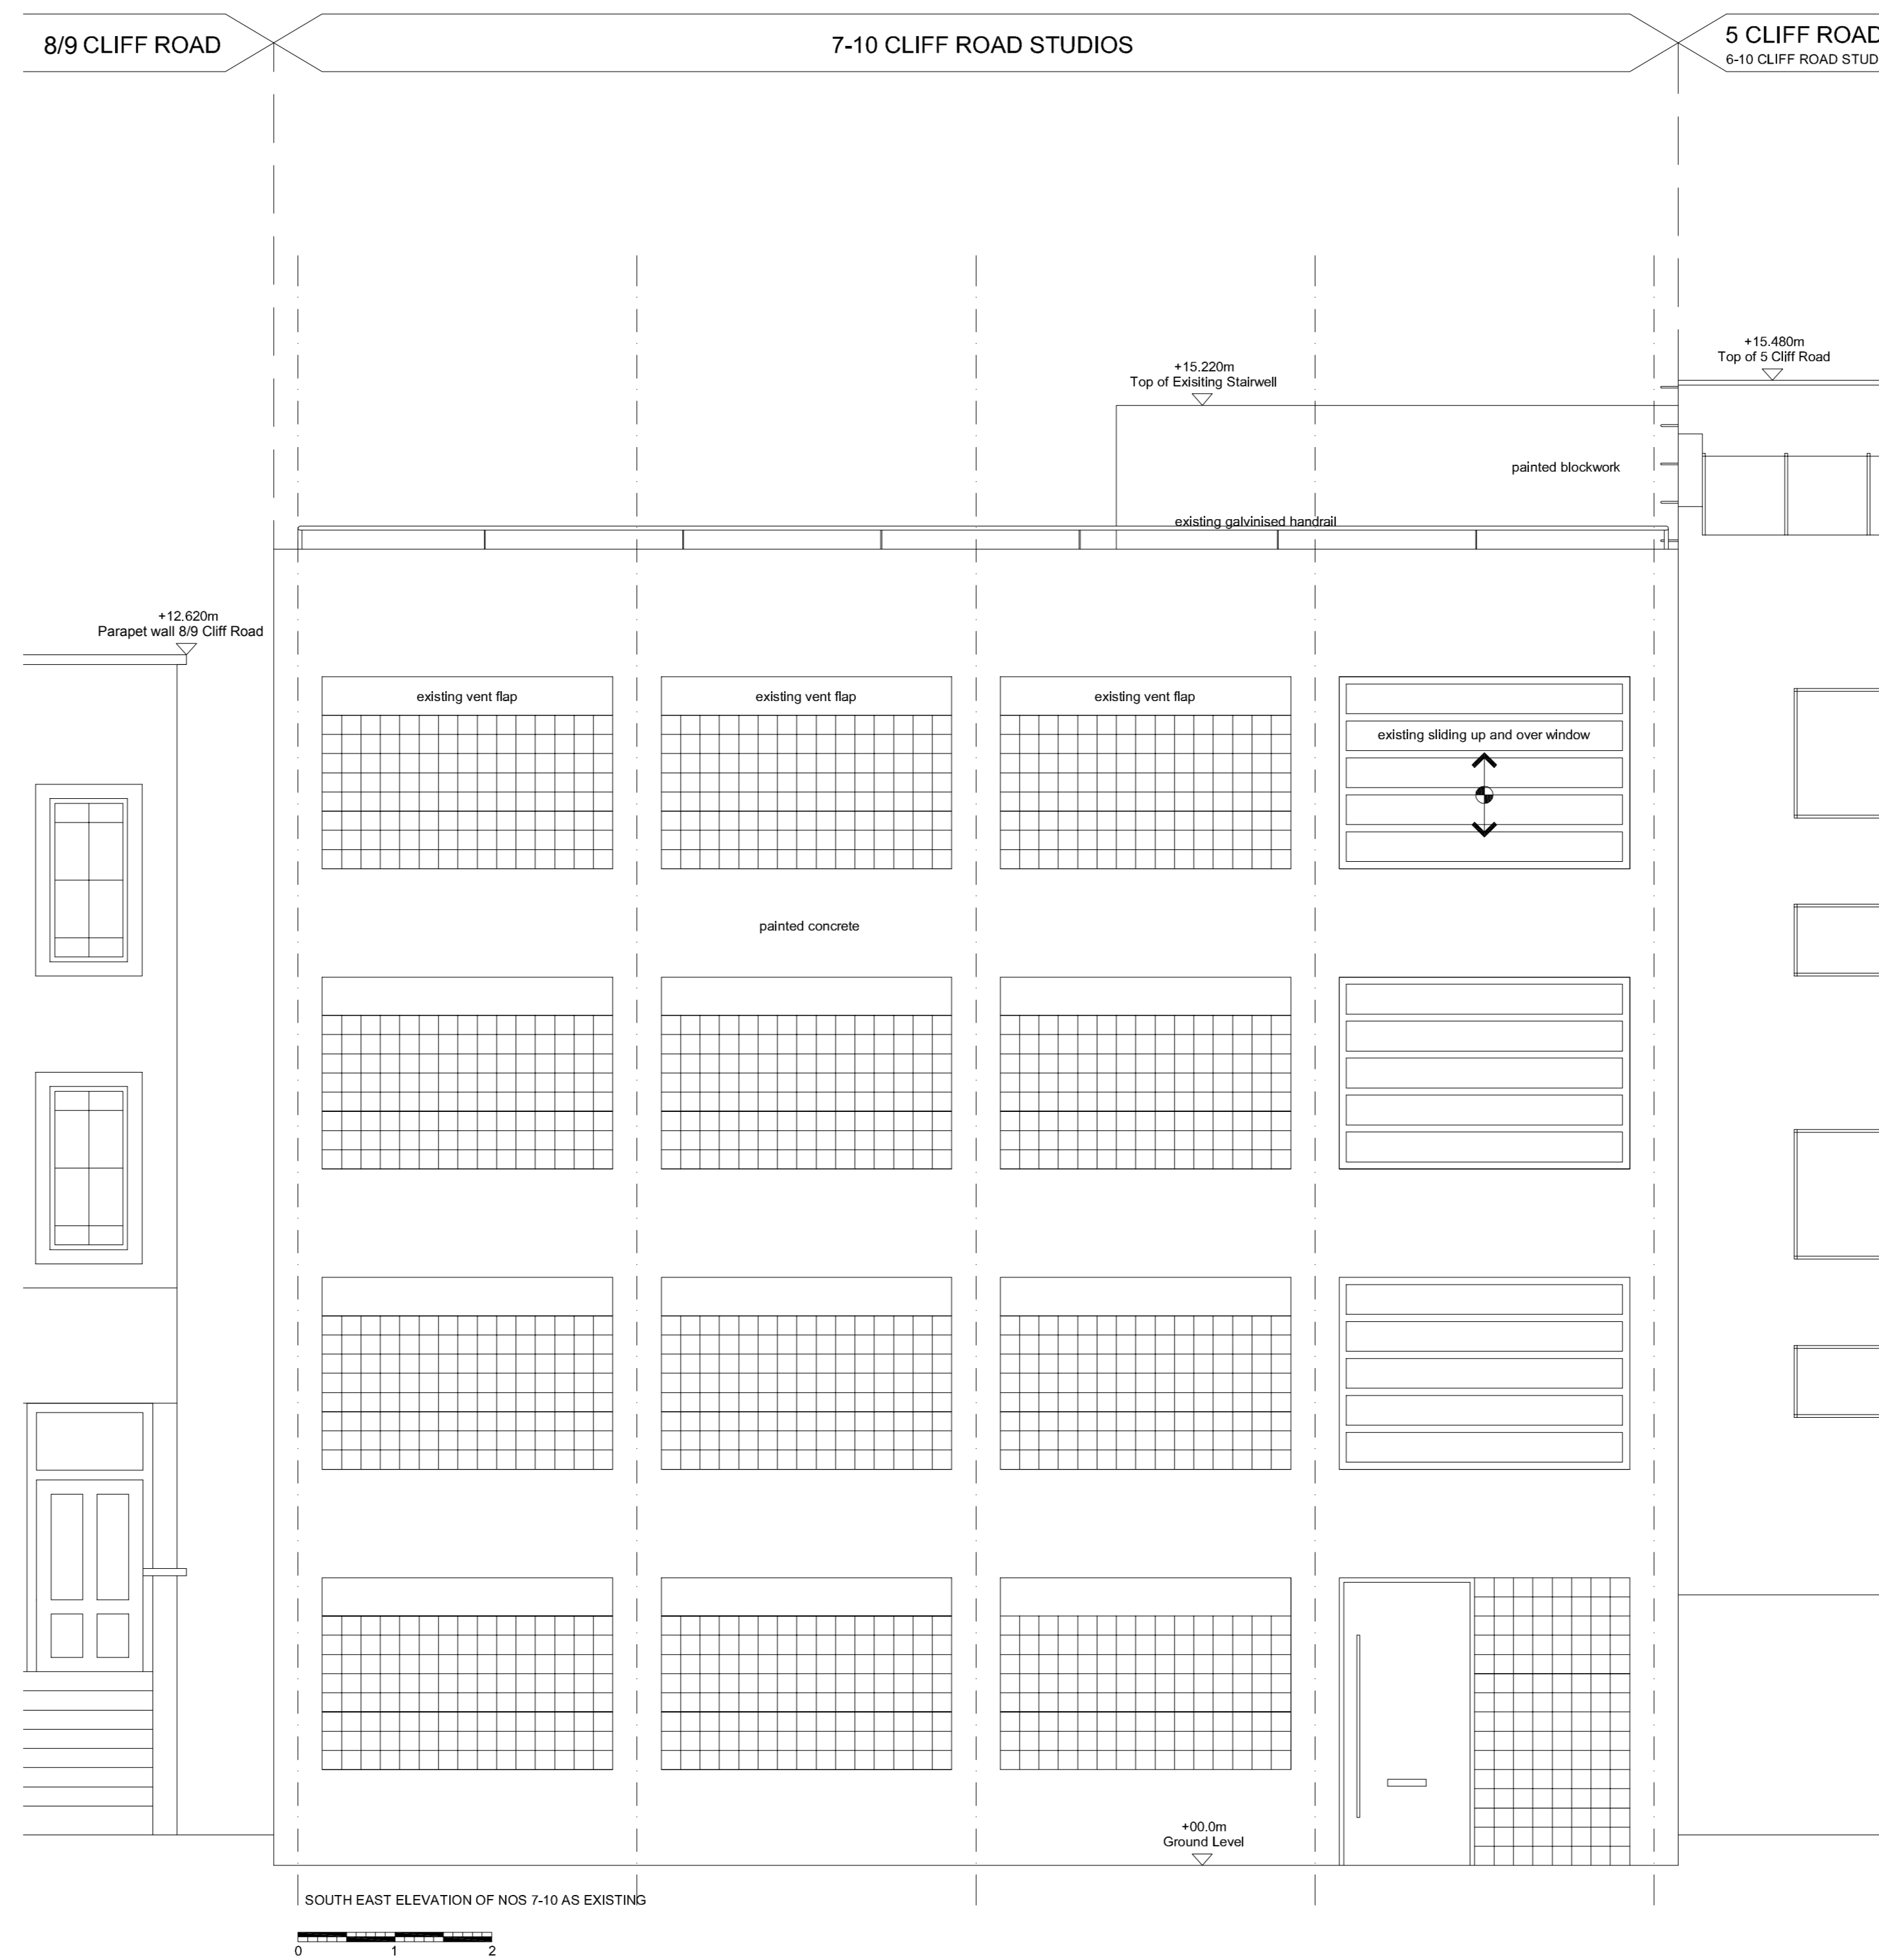 8/9 CLIFF ROAD
7-10 CLIFF ROAD STUDIOS
5 CLIFF ROAD
6-10 CLIFF ROAD STUD
+15.480m
Top of 5 Cliff Road
+15.220m
Top of Exisiting Stairwell
painted blockwork
existing galvinised handrail
+12.620m
Parapet wall 8/9 Cliff Road
existing vent flap
existing vent flap
existing vent flap
existing sliding up and over window
painted concrete
+00.0m
Ground Level
SOUTH EAST ELEVATION OF NOS 7-10 AS EXISTING
0 1 2